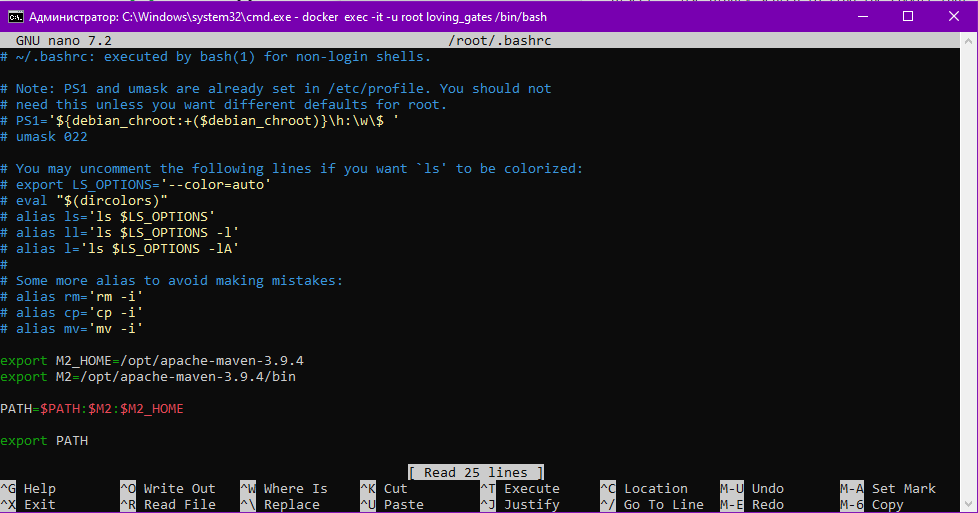 Администратор: C:\Windows\system32\cmd.exe - docker exec -it -u root loving_gates /bin/bash
GNU nano 7.2 /root/.bashrc
# ~/.bashrc: executed by bash(1) for non-login shells.
# Note: PS1 and umask are already set in /etc/profile. You should not
# need this unless you want different defaults for root.
# PS1='${debian_chroot:+($debian_chroot)}\h:\w\$ '
# umask 022
# You may uncomment the following lines if you want `ls' to be colorized:
# export LS_OPTIONS='--color=auto'
# eval "$(dircolors)"
# alias ls='ls $LS_OPTIONS'
# alias ll='ls $LS_OPTIONS -l'
# alias l='ls $LS_OPTIONS -lA'
#
# Some more alias to avoid making mistakes:
# alias rm='rm -i'
# alias cp='cp -i'
# alias mv='mv -i'
export M2_HOME=/opt/apache-maven-3.9.4
export M2=/opt/apache-maven-3.9.4/bin
PATH=$PATH:$M2:$M2_HOME
export PATH
[ Read 25 lines ]
^G Help ^O Write Out ^W Where Is ^K Cut ^T Execute ^C Location M-U Undo M-A Set Mark
^X Exit ^R Read File ^\ Replace ^U Paste ^J Justify ^/ Go To Line M-E Redo M-6 Copy